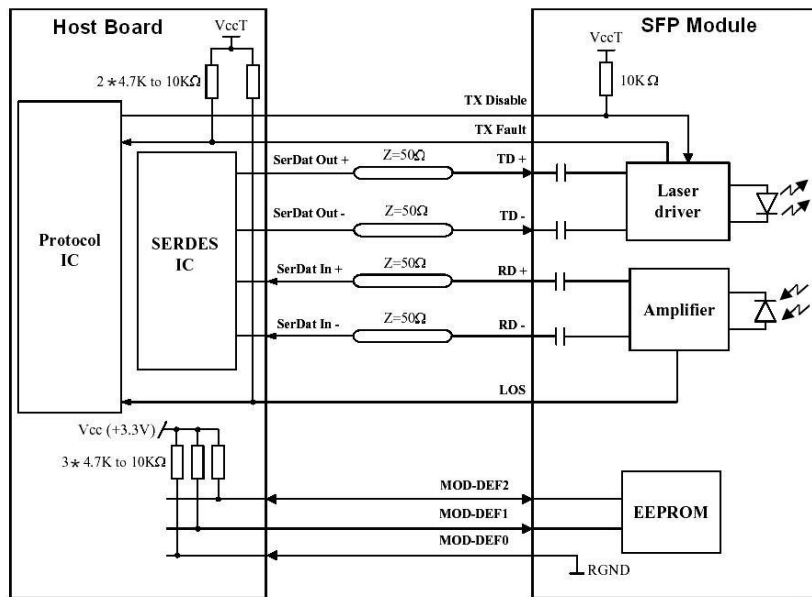 Host Board
SFP Module
VccT
VccT
2*4.7K to 10KΩ
10KΩ
TX Disable
TX Fault
SerDat Out +
Z=50Ω
TD +
SerDat Out -
Z=50Ω
TD -
Laser driver
Protocol IC
SERDES IC
SerDat In +
Z=50Ω
RD +
SerDat In -
Z=50Ω
RD -
Amplifier
LOS
Vcc (+3.3V)
3*4.7K to 10KΩ
MOD-DEF2
MOD-DEF1
MOD-DEF0
EEPROM
RGND